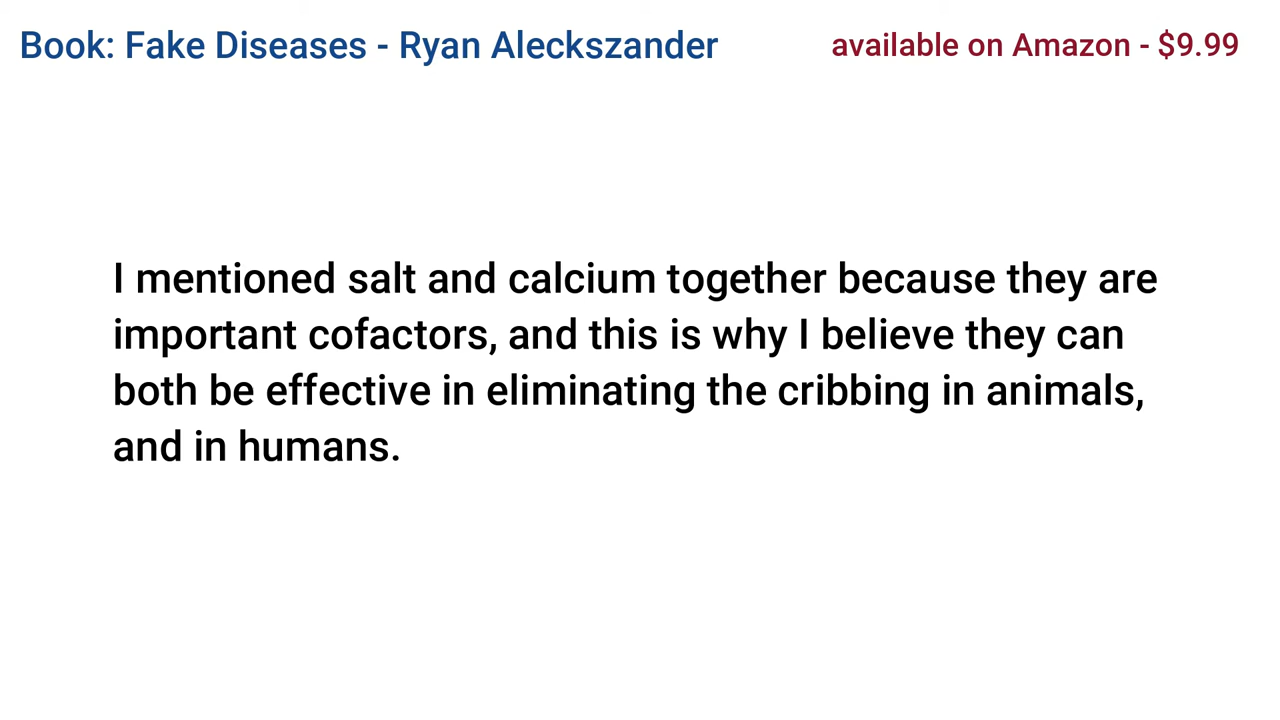 Book: Fake Diseases - Ryan Aleckszander
available on Amazon - $9.99
I mentioned salt and calcium together because they are
important cofactors, and this is why I believe they can
both be effective in eliminating the cribbing in animals,
and in humans.